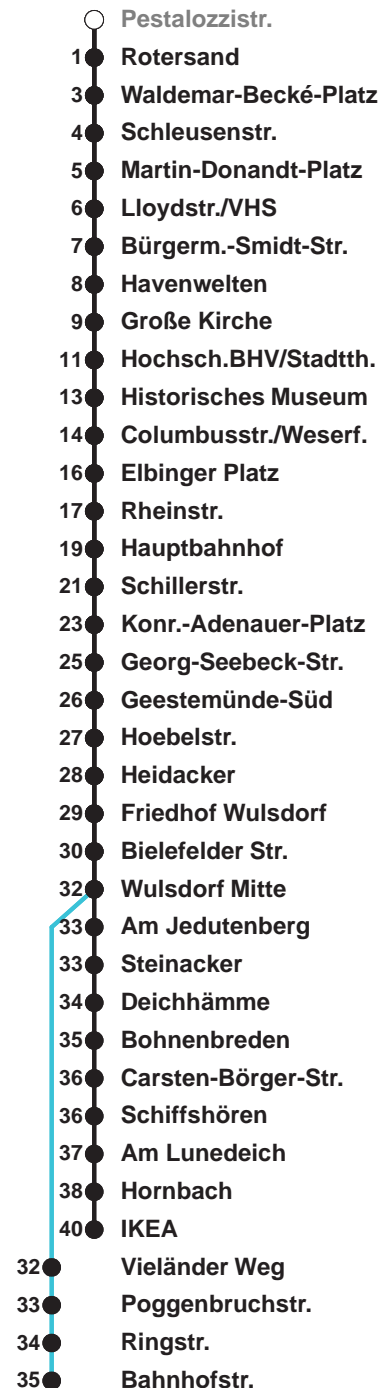 Pestalozzistr.
1 Rotersand
3 Waldemar-Becké-Platz
4 Schleusenstr.
5 Martin-Donandt-Platz
6 Lloydstr./VHS
7 Bürgerm.-Smidt-Str.
8 Havenwelten
9 Große Kirche
11 Hochsch.BHV/Stadtth.
13 Historisches Museum
14 Columbusstr./Weserf.
16 Elbinger Platz
17 Rheinstr.
19 Hauptbahnhof
21 Schillerstr.
23 Konr.-Adenauer-Platz
25 Georg-Seebeck-Str.
26 Geestemünde-Süd
27 Hoebelstr.
28 Heidacker
29 Friedhof Wulsdorf
30 Bielefelder Str.
32 Wulsdorf Mitte
33 Am Jedutenberg
33 Steinacker
34 Deichhämme
35 Bohnenbreden
36 Carsten-Börger-Str.
36 Schiffshören
37 Am Lunedeich
38 Hornbach
40 IKEA
32 Vieländer Weg
33 Poggenbruchstr.
34 Ringstr.
35 Bahnhofstr.